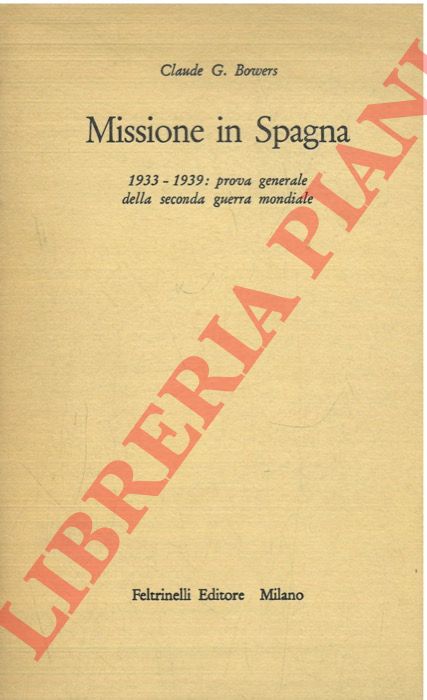 Claude G. Bowers
Missione in Spagna
1933 - 1939: prova generale
della seconda guerra mondiale
LIBRERIA PIANI
Feltrinelli Editore Milano